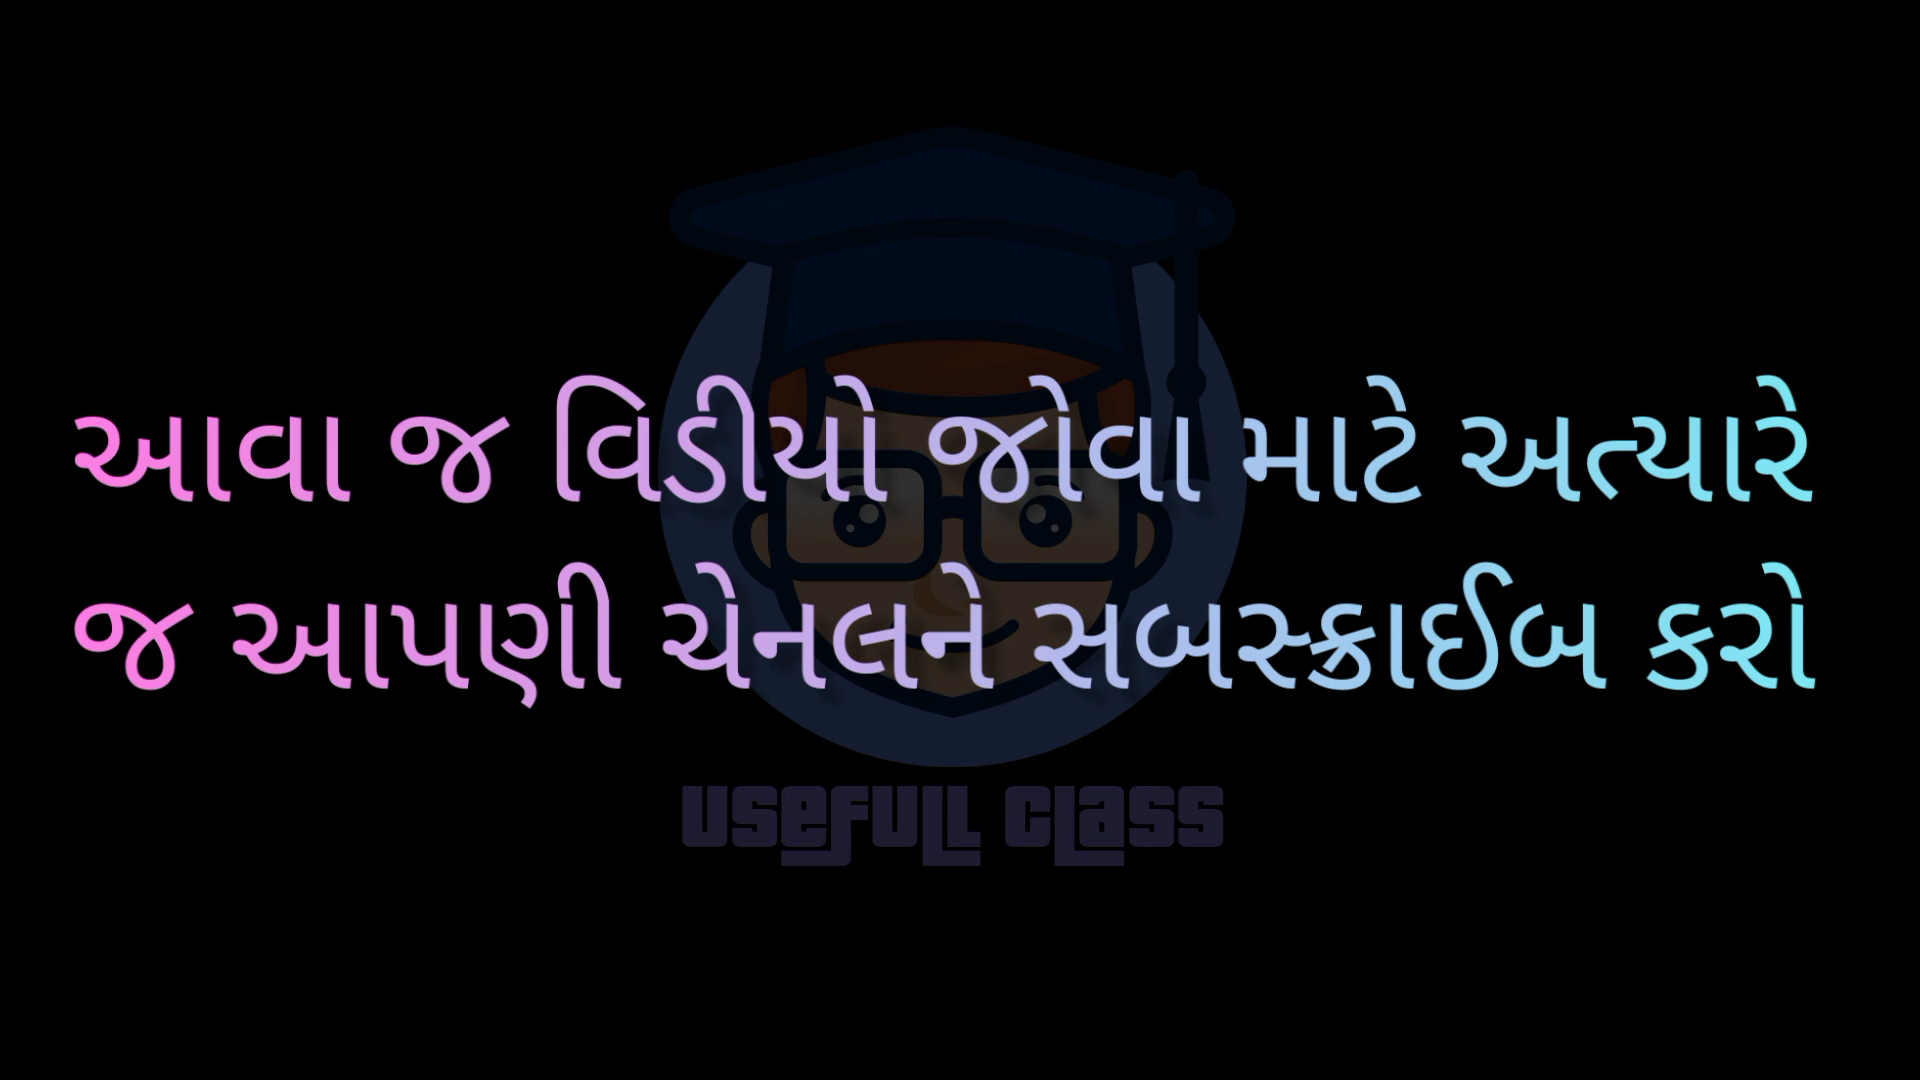 આવા જ વિડીયો જોવા માટે અત્યારે
જ આપણી ચેનલને સબસ્ક્રાઈબ કરો
USEFULL CLASS